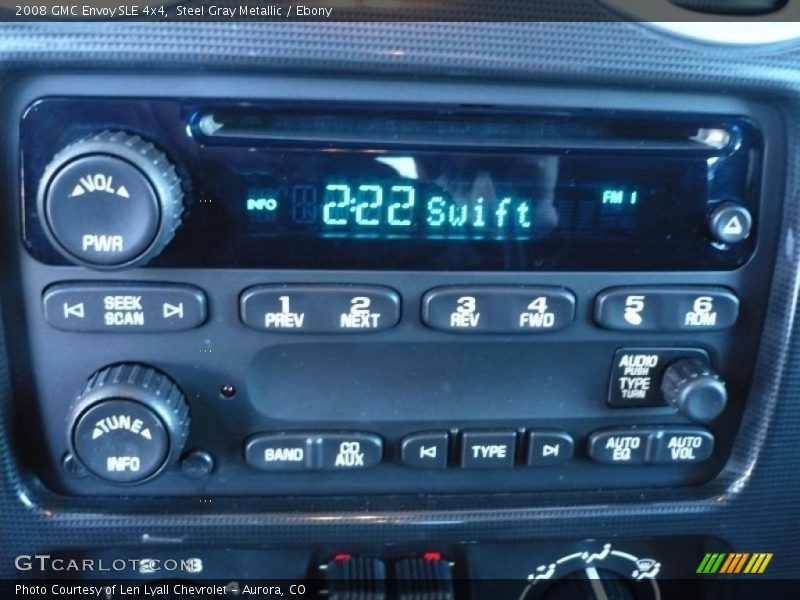 2008 GMC Envoy SLE 4x4,  Steel Gray Metallic / Ebony
VOL
PWR
INFO
2:22 Swift
FM 1
SEEK
SCAN
1
PREV
2
NEXT
3
REV
4
FWD
5
6
RDM
AUDIO
PUSH
TYPE
TURN
TUNE
INFO
BAND
CD
AUX
TYPE
AUTO
EQ
AUTO
VOL
GTCARLOT.COM
Photo Courtesy of Len Lyall Chevrolet - Aurora, CO